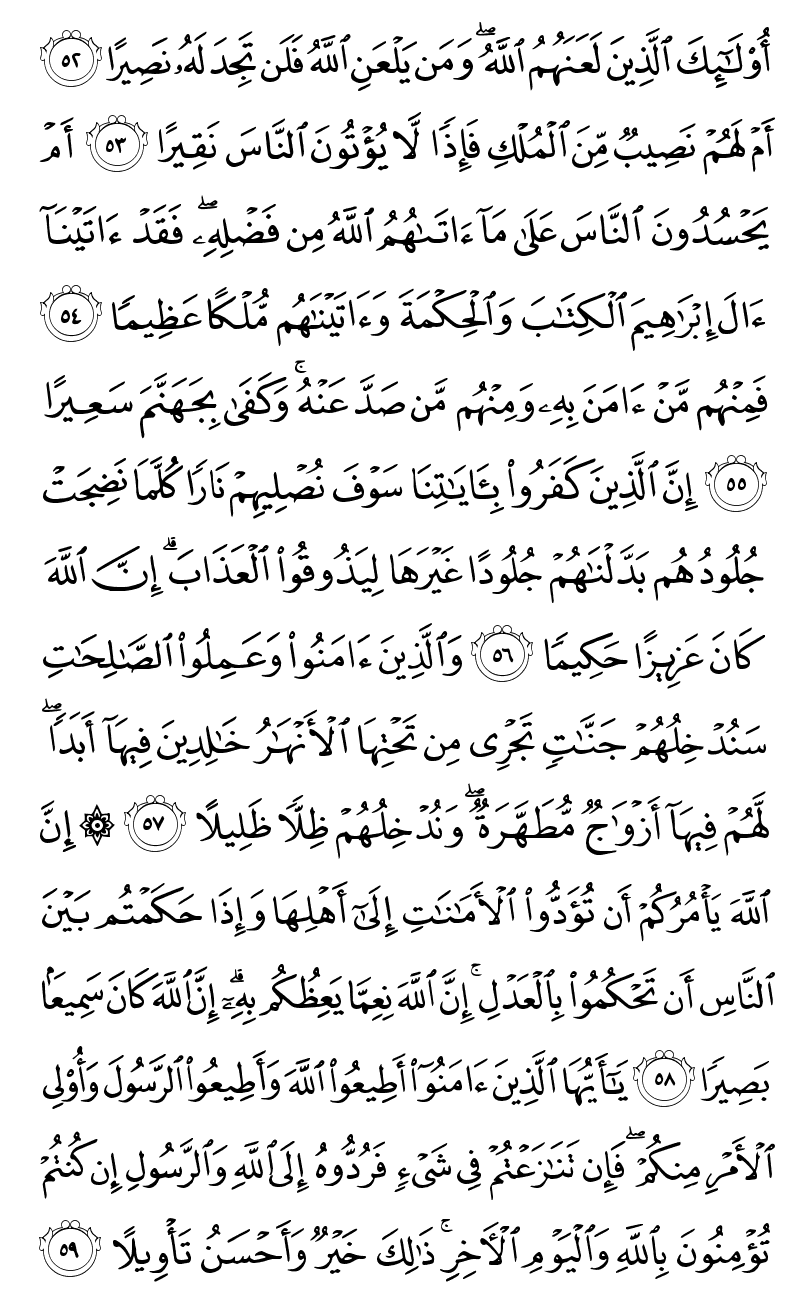 أُوْلَـٰٓئِكَ ٱلَّذِينَ لَعَنَهُمُ ٱللَّهُۖ وَمَن يَلْعَنِ ٱللَّهُ فَلَن تَجِدَ لَهُۥ نَصِيرًا ٥٢
أَمْ لَهُمْ نَصِيبٌ مِّنَ ٱلْمُلْكِ فَإِذًا لَّا يُؤْتُونَ ٱلنَّاسَ نَقِيرًا ٥٣ أَمْ
يَحْسُدُونَ ٱلنَّاسَ عَلَىٰ مَآ ءَاتَىٰهُمُ ٱللَّهُ مِن فَضْلِهِۦۖ فَقَدْ ءَاتَيْنَآ
ءَالَ إِبْرَٰهِيمَ ٱلْكِتَـٰبَ وَٱلْحِكْمَةَ وَءَاتَيْنَـٰهُم مُّلْكًا عَظِيمًا ٥٤
فَمِنْهُم مَّنْ ءَامَنَ بِهِۦ وَمِنْهُم مَّن صَدَّ عَنْهُۚ وَكَفَىٰ بِجَهَنَّمَ سَعِيرًا
٥٥ إِنَّ ٱلَّذِينَ كَفَرُواْ بِـَٔايَـٰتِنَا سَوْفَ نُصْلِيهِمْ نَارًا كُلَّمَا نَضِجَتْ
جُلُودُهُم بَدَّلْنَـٰهُمْ جُلُودًا غَيْرَهَا لِيَذُوقُواْ ٱلْعَذَابَۗ إِنَّ ٱللَّهَ
كَانَ عَزِيزًا حَكِيمًا ٥٦ وَٱلَّذِينَ ءَامَنُواْ وَعَمِلُواْ ٱلصَّـٰلِحَـٰتِ
سَنُدْخِلُهُمْ جَنَّـٰتٍ تَجْرِى مِن تَحْتِهَا ٱلْأَنْهَـٰرُ خَـٰلِدِينَ فِيهَآ أَبَدًاۖ
لَّهُمْ فِيهَآ أَزْوَٰجٌ مُّطَهَّرَةٌۖ وَنُدْخِلُهُمْ ظِلًّا ظَلِيلًا ٥٧ ۞ إِنَّ
ٱللَّهَ يَأْمُرُكُمْ أَن تُؤَدُّواْ ٱلْأَمَـٰنَـٰتِ إِلَىٰٓ أَهْلِهَا وَإِذَا حَكَمْتُم بَيْنَ
ٱلنَّاسِ أَن تَحْكُمُواْ بِٱلْعَدْلِۚ إِنَّ ٱللَّهَ نِعِمَّا يَعِظُكُم بِهِۦٓۗ إِنَّ ٱللَّهَ كَانَ سَمِيعًۢا
بَصِيرًا ٥٨ يَـٰٓأَيُّهَا ٱلَّذِينَ ءَامَنُوٓاْ أَطِيعُواْ ٱللَّهَ وَأَطِيعُواْ ٱلرَّسُولَ وَأُوْلِى
ٱلْأَمْرِ مِنكُمْۖ فَإِن تَنَـٰزَعْتُمْ فِى شَىْءٍ فَرُدُّوهُ إِلَى ٱللَّهِ وَٱلرَّسُولِ إِن كُنتُمْ
تُؤْمِنُونَ بِٱللَّهِ وَٱلْيَوْمِ ٱلْـَٔاخِرِۚ ذَٰلِكَ خَيْرٌ وَأَحْسَنُ تَأْوِيلًا ٥٩